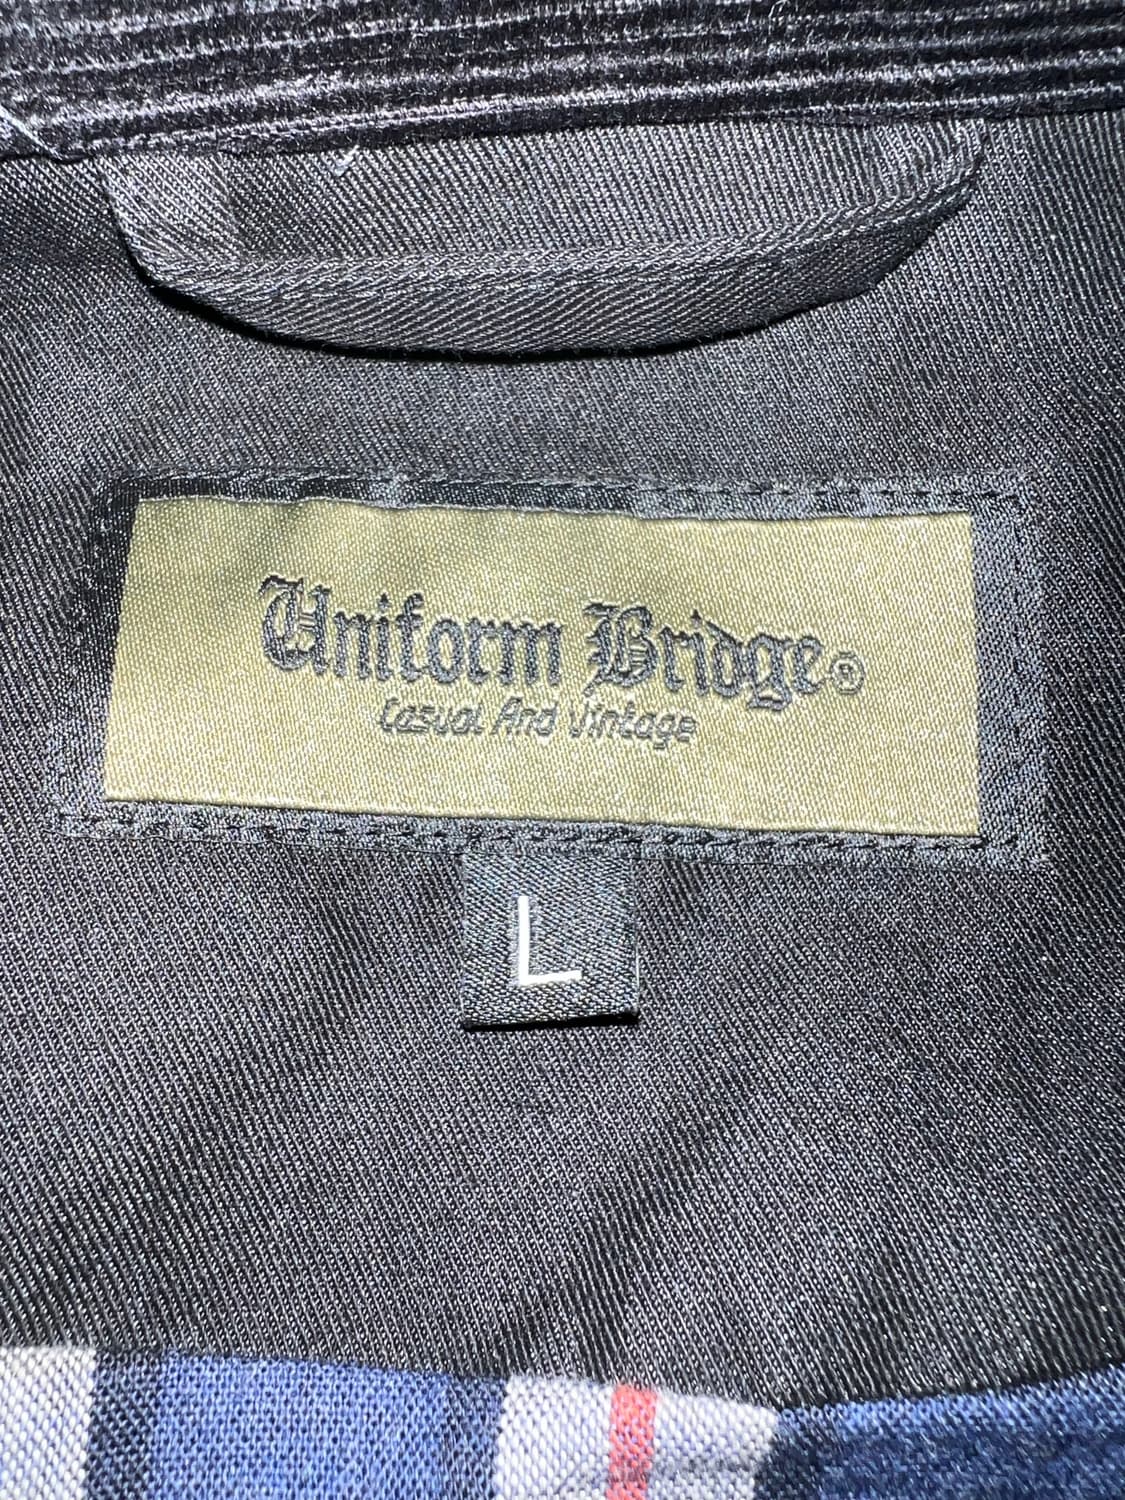 Uniform Bridge®
Casual And Vintage
L